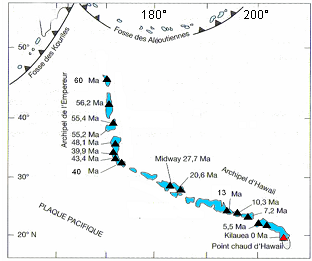 180°
200°
Fosse des Aléoutiennes
Fosse des Kouriles
50°
60 Ma
56,2 Ma
Archipel de l'Empereur
55,4 Ma
40°
55,2 Ma
48,1 Ma
39,9 Ma
43,4 Ma
40 Ma
Midway 27,7 Ma
20,6 Ma
Archipel d'Hawaii
30°
13 Ma
10,3 Ma
7,2 Ma
PLAQUE PACIFIQUE
5,5 Ma
20° N
Kilauea 0 Ma
Point chaud d'Hawaii